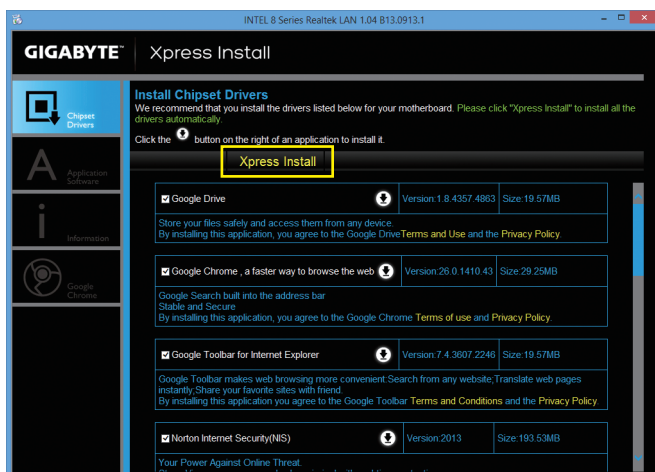 INTEL 8 Series Realtek LAN 1.04 B13.0913.1
GIGABYTE™
Xpress Install
Chipset
Drivers
Application
Software
Information
Google
Chrome
Install Chipset Drivers
We recommend that you install the drivers listed below for your motherboard. Please click "Xpress Install" to install all the
drivers automatically.
Click the button on the right of an application to install it.
Xpress Install
Google Drive Version:1.8.4357.4863 Size:19.57MB
Store your files safely and access them from any device.
By installing this application, you agree to the Google DriveTerms and Use and the Privacy Policy.
Google Chrome , a faster way to browse the web Version:26.0.1410.43 Size:29.25MB
Google Search built into the address bar
Stable and Secure
By installing this application, you agree to the Google Chrome Terms of use and Privacy Policy.
Google Toolbar for Internet Explorer Version:7.4.3607.2246 Size:19.57MB
Google Toolbar makes web browsing more convenient:Search from any website;Translate web pages
instantly;Share your favorite sites with friend
By installing this application you agree to the Google Toolbar Terms and Conditions and the Privacy Policy
Norton Internet Security(NIS) Version:2013 Size:193.53MB
Your Power Against Online Threat.